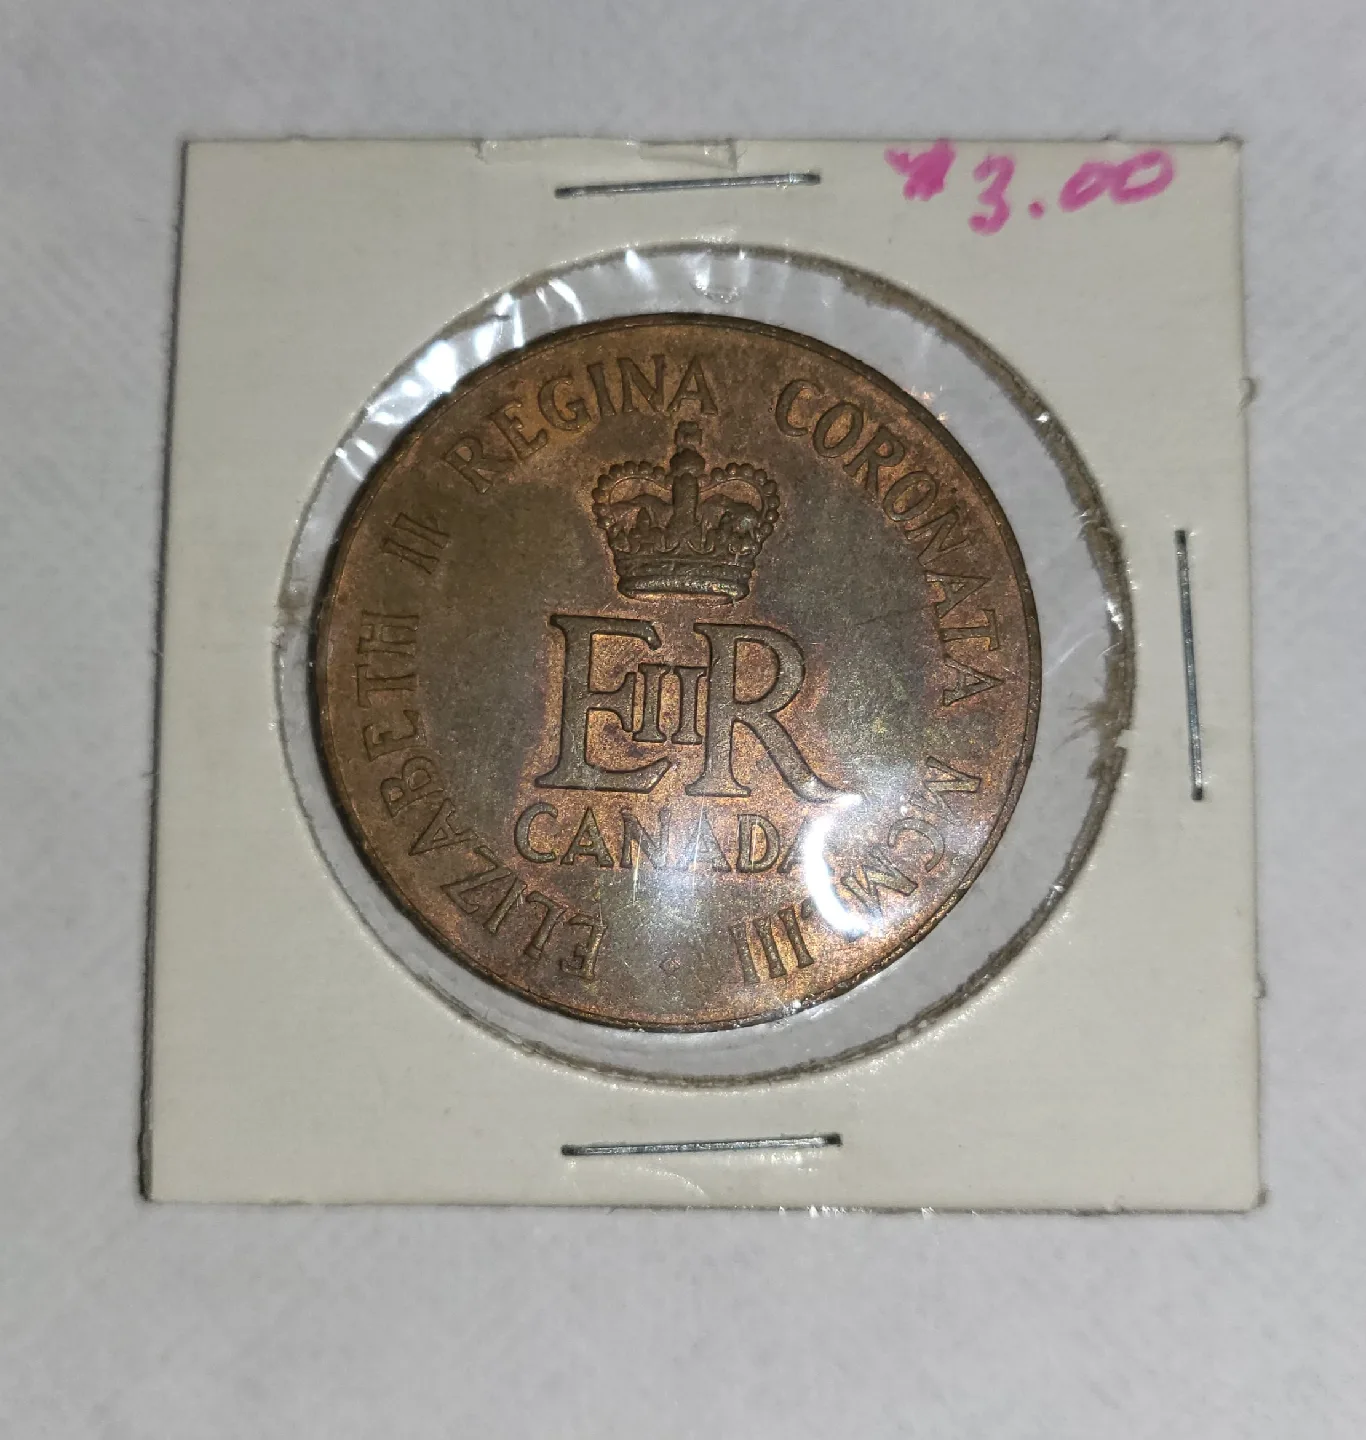 $3.00
ELIZABETH II REGINA CORONATA MCMLIII
EIIR
CANADA